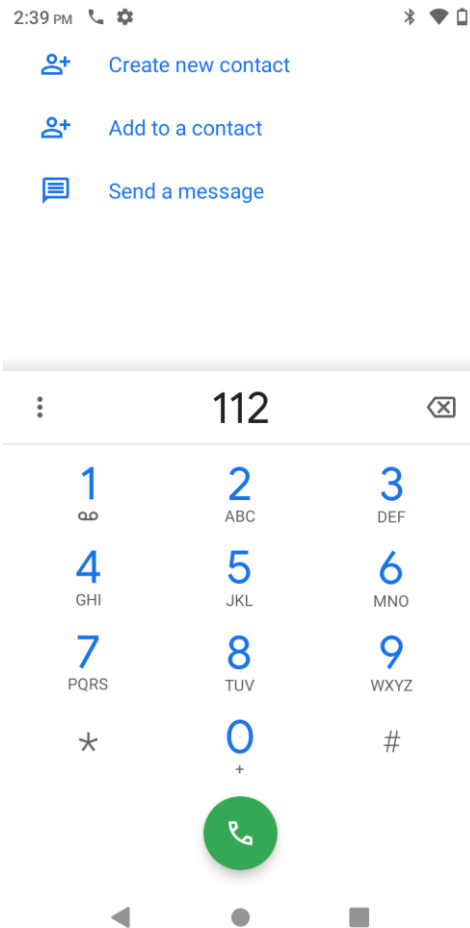 2:39 PM
Create new contact
Add to a contact
Send a message
112
1 2 3
ABC DEF
4 5 6
GHI JKL MNO
7 8 9
PQRS TUV WXYZ
* 0 #
+